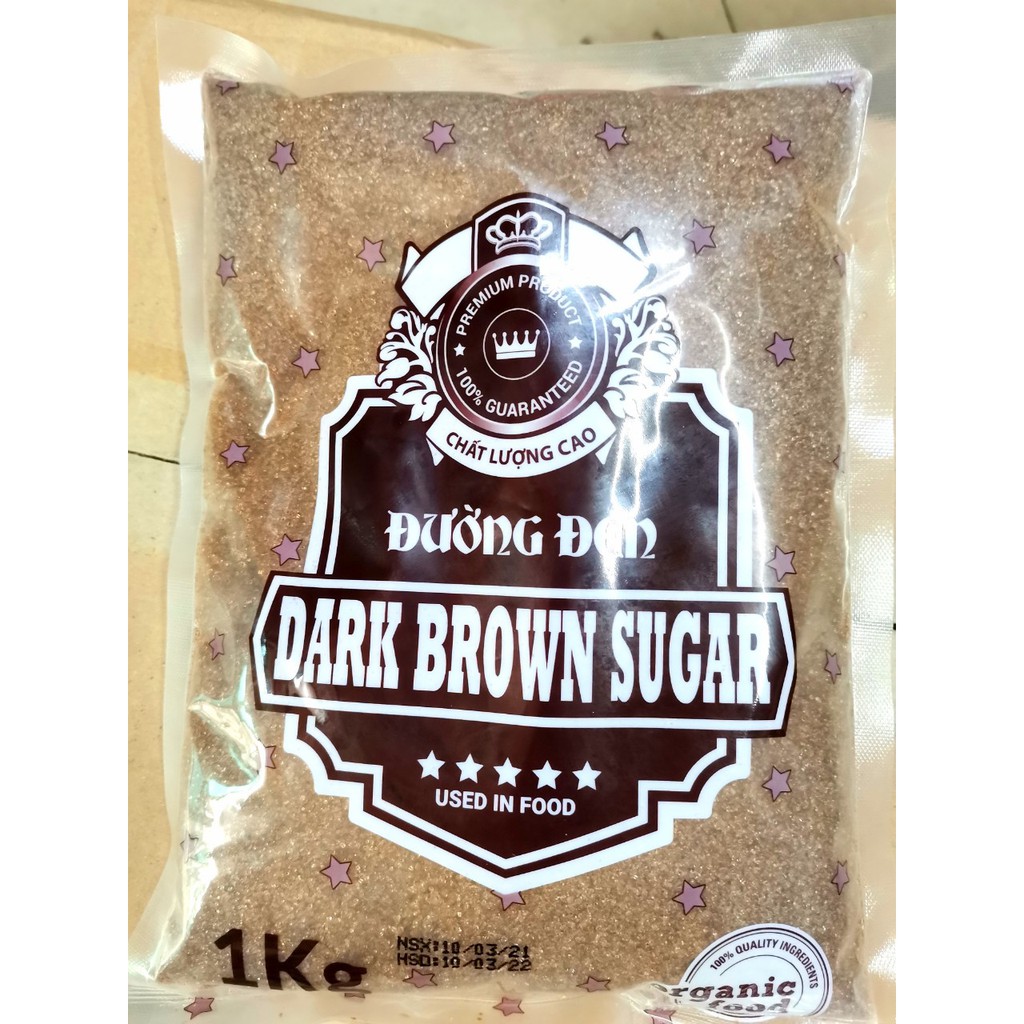 PREMIUM PRODUCT
100% GUARANTEED
CHẤT LƯỢNG CAO
ĐƯỜNG ĐEN
DARK BROWN SUGAR
USED IN FOOD
1Kg
NSX:10/03/21
HSD:10/03/22
100% QUALITY INGREDIENTS
organic
food